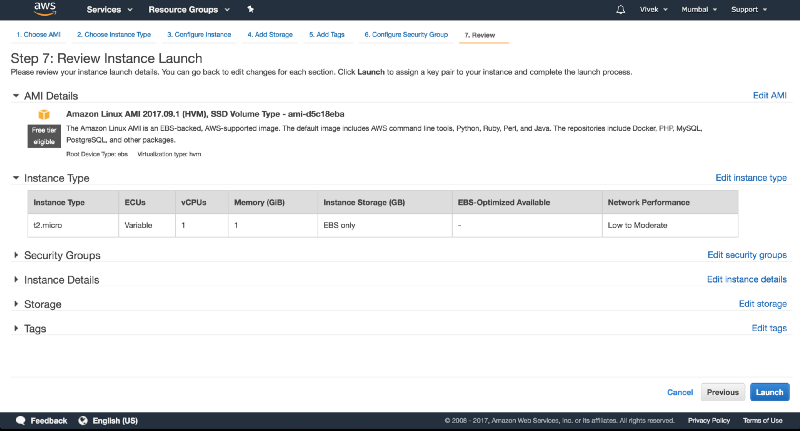 aws Services Resource Groups Vivek Mumbai Support
1. Choose AMI 2. Choose Instance Type 3. Configure Instance 4. Add Storage 5. Add Tags 6. Configure Security Group 7. Review
Step 7: Review Instance Launch
Please review your instance launch details. You can go back to edit changes for each section. Click Launch to assign a key pair to your instance and complete the launch process.
AMI Details Edit AMI
Amazon Linux AMI 2017.09.1 (HVM), SSD Volume Type - ami-d5c18eba
Free tier eligible
The Amazon Linux AMI is an EBS-backed, AWS-supported image. The default image includes AWS command line tools, Python, Ruby, Perl, and Java. The repositories include Docker, PHP, MySQL,
PostgreSQL, and other packages.
Root Device Type: ebs Virtualization type: hvm
Instance Type Edit instance type
Instance Type ECUs vCPUs Memory (GiB) Instance Storage (GB) EBS-Optimized Available Network Performance
t2.micro Variable 1 1 EBS only - Low to Moderate
Security Groups Edit security groups
Instance Details Edit instance details
Storage Edit storage
Tags Edit tags
Cancel Previous Launch
Feedback English (US) © 2008 - 2017, Amazon Web Services, Inc. or its affiliates. All rights reserved. Privacy Policy Terms of Use